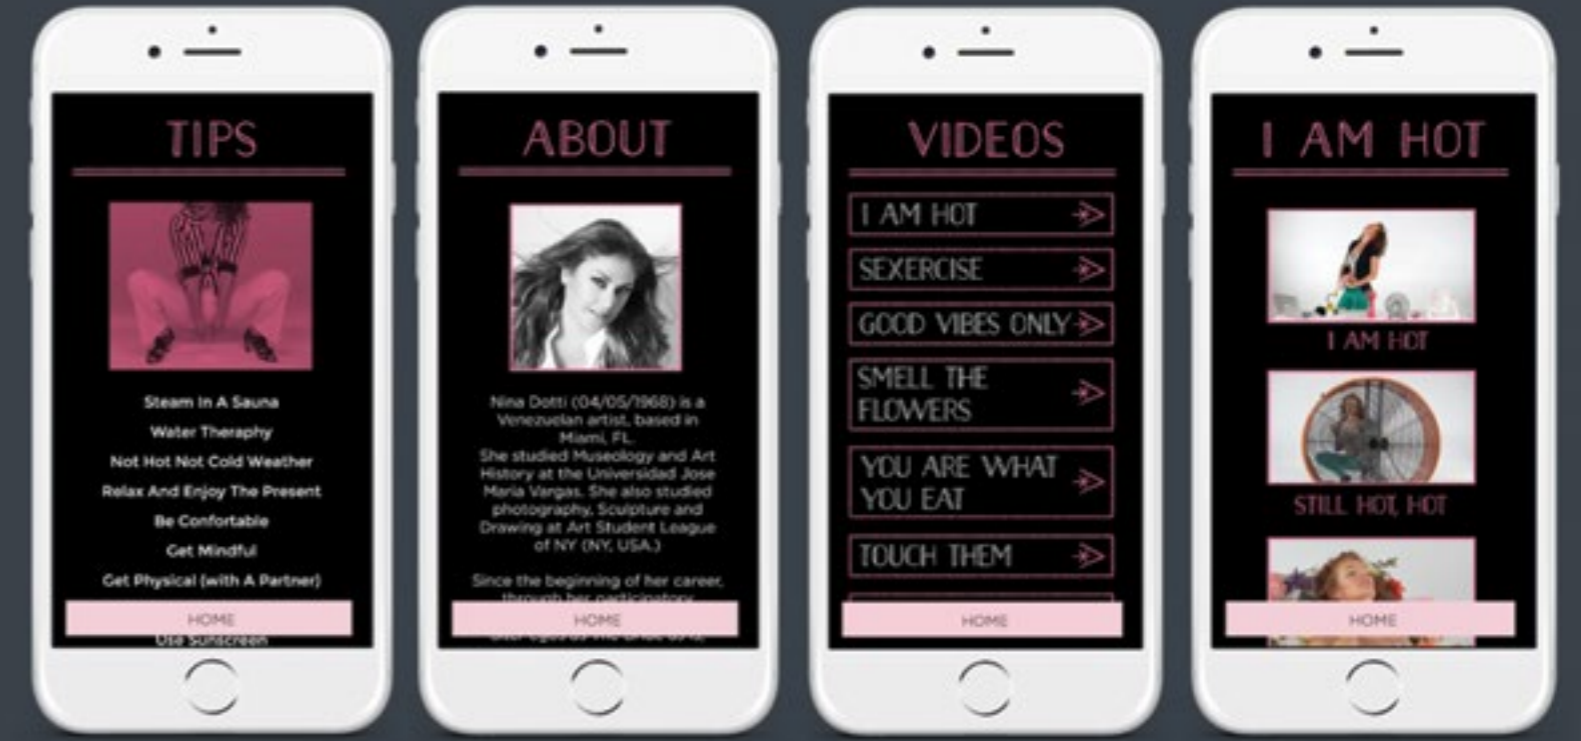 TIPS
Steam In A Sauna
Water Theraphy
Not Hot Not Cold Weather
Relax And Enjoy The Present
Be Confortable
Get Mindful
Get Physical (with A Partner)
HOME
Use Sunscreen
ABOUT
Nina Dotti (04/05/1968) is a
Venezuelan artist, based in
Miami, FL.
She studied Museology and Art
History at the Universidad Jose
Maria Vargas. She also studied
photography, Sculpture and
Drawing at Art Student League
of NY (NY, USA.)
Since the beginning of her career,
through her participatory
HOME
VIDEOS
I AM HOT
SEXERCISE
GOOD VIBES ONLY
SMELL THE
FLOWERS
YOU ARE WHAT
YOU EAT
TOUCH THEM
HOME
I AM HOT
I AM HOT
STILL HOT, HOT
HOME